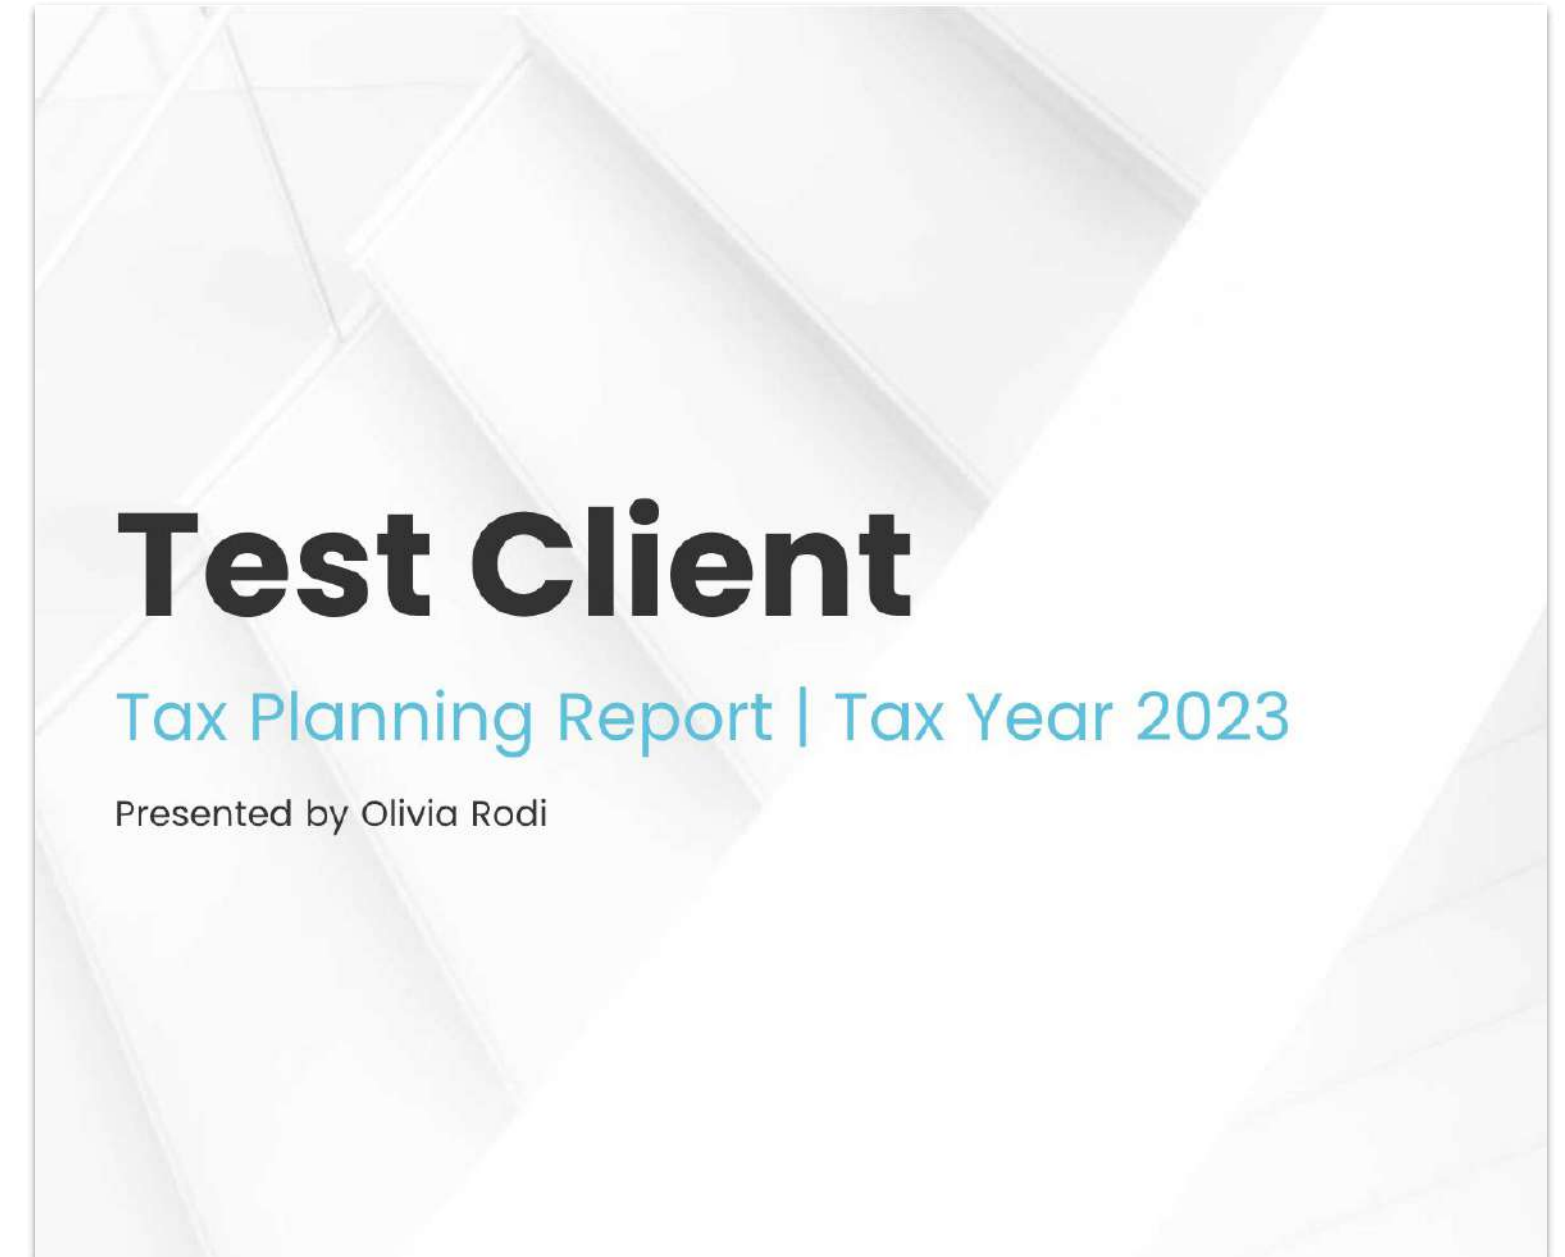 Test Client
Tax Planning Report | Tax Year 2023
Presented by Olivia Rodi